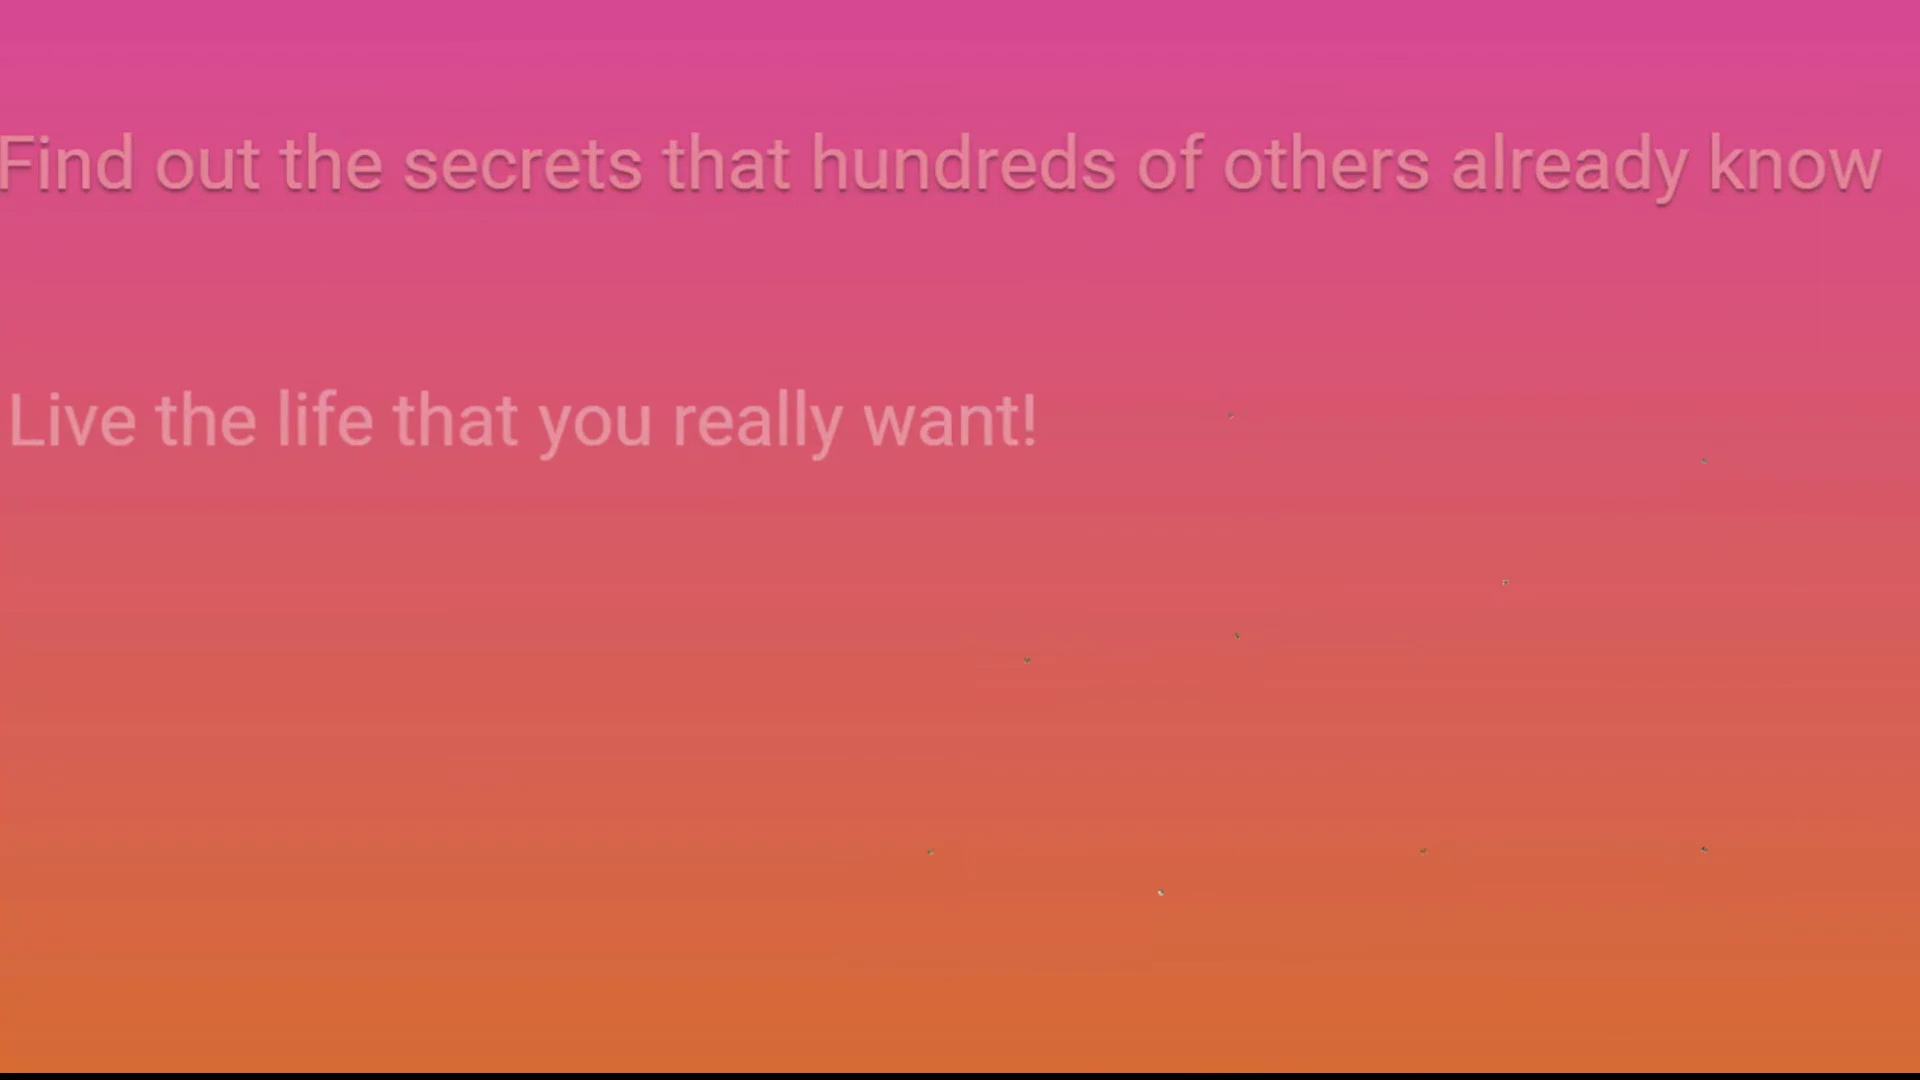 Find out the secrets that hundreds of others already know
Live the life that you really want!